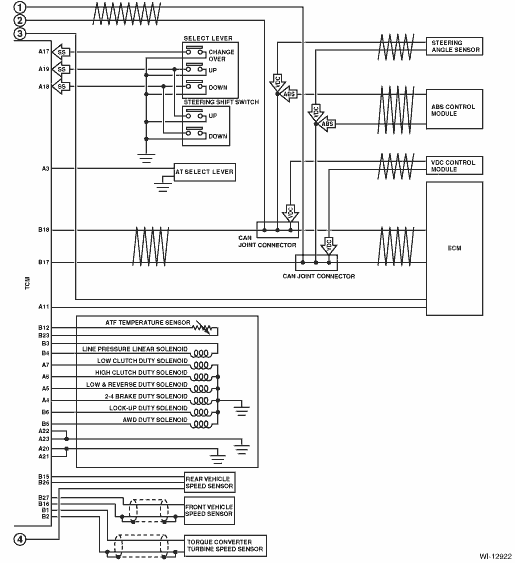 1
2
3
SELECT LEVER
A17
SS
CHANGE
OVER
A19
SS
UP
A18
SS
DOWN
STEERING SHIFT SWITCH
UP
DOWN
STEERING
ANGLE SENSOR
VDC
ABS
ABS CONTROL
MODULE
VDC
ABS
A3
AT SELECT LEVER
VDC CONTROL
MODULE
VDC
B18
CAN
JOINT CONNECTOR
VDC
ECM
B17
CAN JOINT CONNECTOR
TCM
A11
ATF TEMPERATURE SENSOR
B12
B23
B3
LINE PRESSURE LINEAR SOLENOID
B4
LOW CLUTCH DUTY SOLENOID
A7
HIGH CLUTCH DUTY SOLENOID
A6
LOW & REVERSE DUTY SOLENOID
A5
2-4 BRAKE DUTY SOLENOID
A4
LOCK-UP DUTY SOLENOID
B6
AWD DUTY SOLENOID
B5
A22
A23
A20
A21
B15
REAR VEHICLE
B26
SPEED SENSOR
B27
B16
FRONT VEHICLE
B1
SPEED SENSOR
B2
4
TORQUE CONVERTER
TURBINE SPEED SENSOR
WI-12922